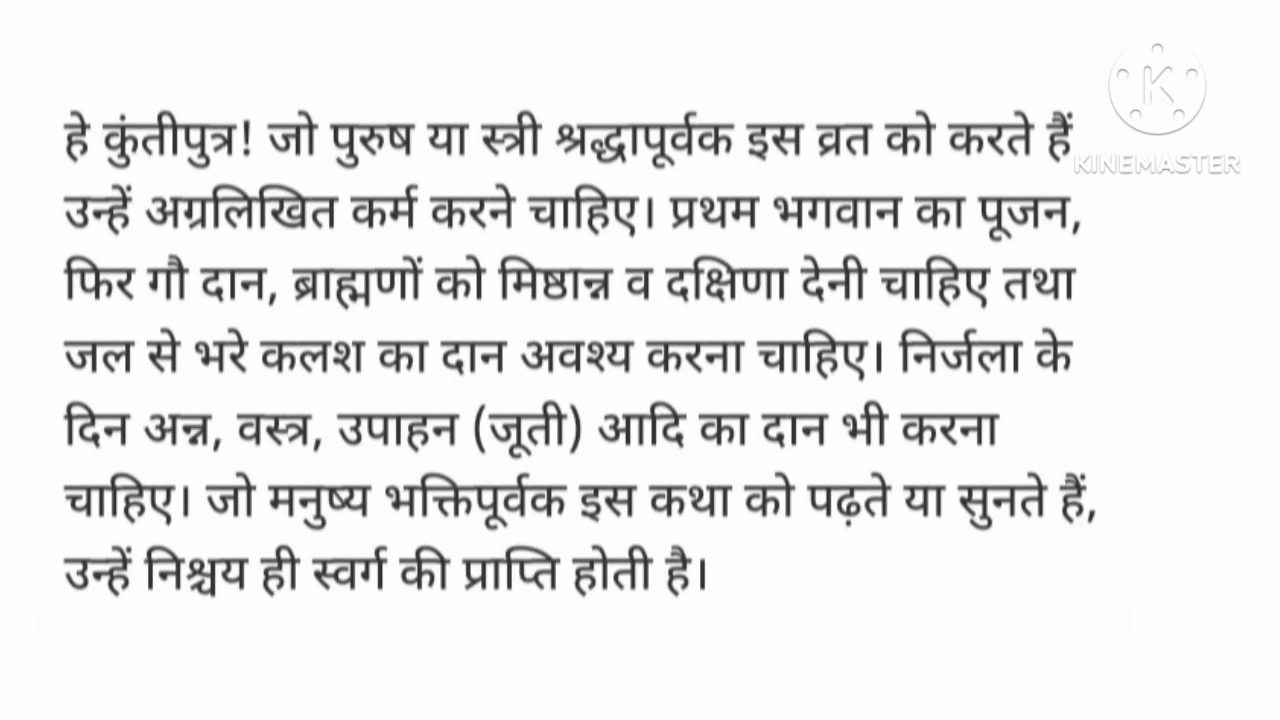 हे कुंतीपुत्र! जो पुरुष या स्त्री श्रद्धापूर्वक इस व्रत को करते हैं
उन्हें अग्रलिखित कर्म करने चाहिए। प्रथम भगवान का पूजन,
फिर गौ दान, ब्राह्मणों को मिष्ठान्न व दक्षिणा देनी चाहिए तथा
जल से भरे कलश का दान अवश्य करना चाहिए। निर्जला के
दिन अन्न, वस्त्र, उपाहन (जूती) आदि का दान भी करना
चाहिए। जो मनुष्य भक्तिपूर्वक इस कथा को पढ़ते या सुनते हैं,
उन्हें निश्चय ही स्वर्ग की प्राप्ति होती है।
K
KINEMASTER